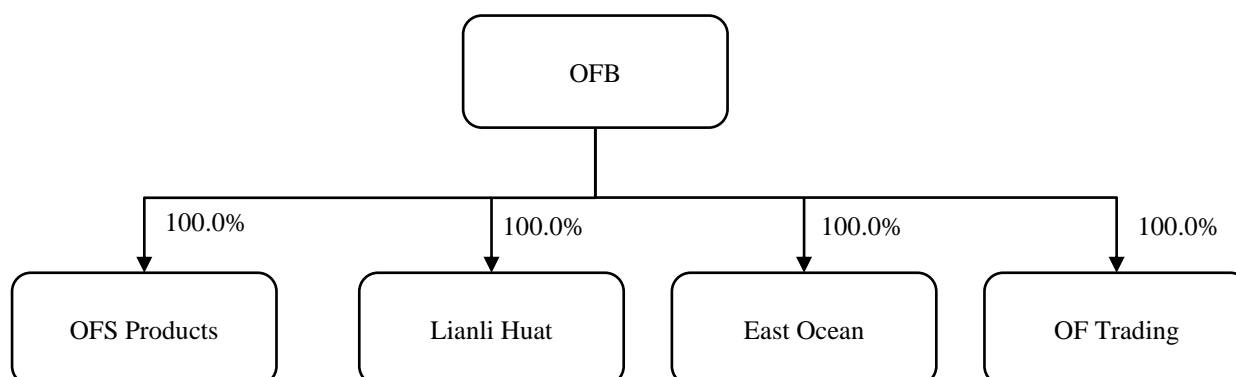 OFB
100.0%
100.0%
100.0%
100.0%
OFS Products
Lianli Huat
East Ocean
OF Trading